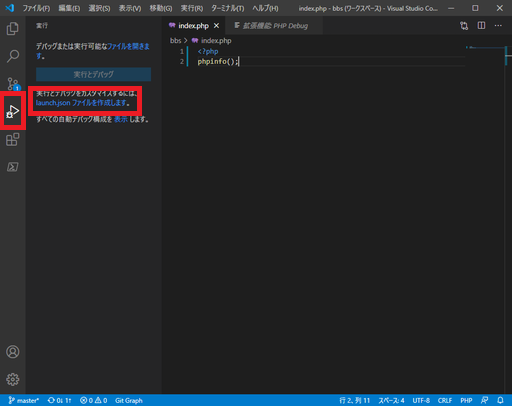 ファイル(F) 編集(E) 選択(S) 表示(V) 移動(G) 実行(R) ターミナル(T) ヘルプ(H) index.php - bbs (ワークスペース) - Visual Studio Co...
実行
index.php
拡張機能: PHP Debug
bbs > index.php
デバッグまたは実行可能なファイルを開きます。
実行とデバッグ
実行とデバッグをカスタマイズするには、
launch.json ファイルを作成します。
すべての自動デバッグ構成を 表示 します。
1 <?php
2 phpinfo();
1
master* 0↓ 1↑ 0 0 Git Graph
行 2、列 11 スペース: 4 UTF-8 CRLF PHP